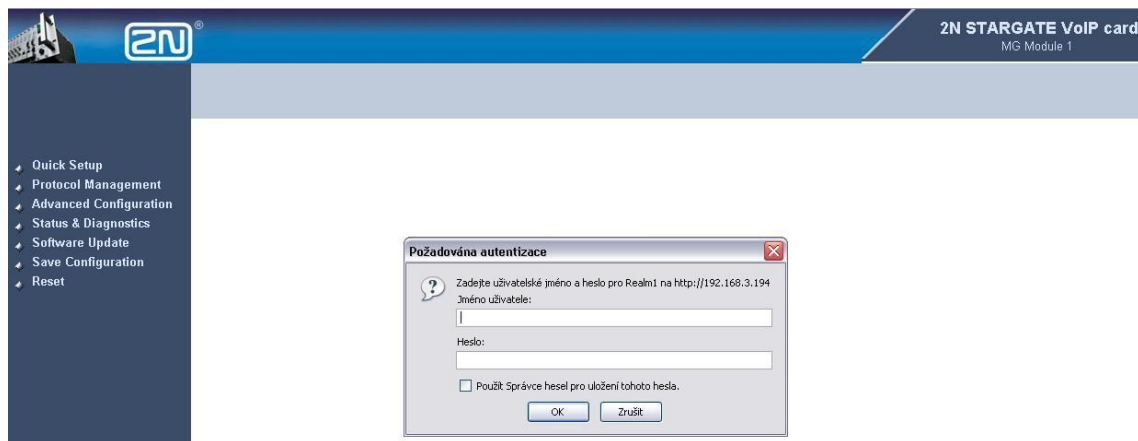 2N®
2N STARGATE VoIP card
MG Module 1
Quick Setup
Protocol Management
Advanced Configuration
Status & Diagnostics
Software Update
Save Configuration
Reset
Požadována autentizace
Zadejte uživatelské jméno a heslo pro Realm1 na http://192.168.3.194
Jméno uživatele:
Heslo:
Použít Správce hesel pro uložení tohoto hesla.
OK
Zrušit